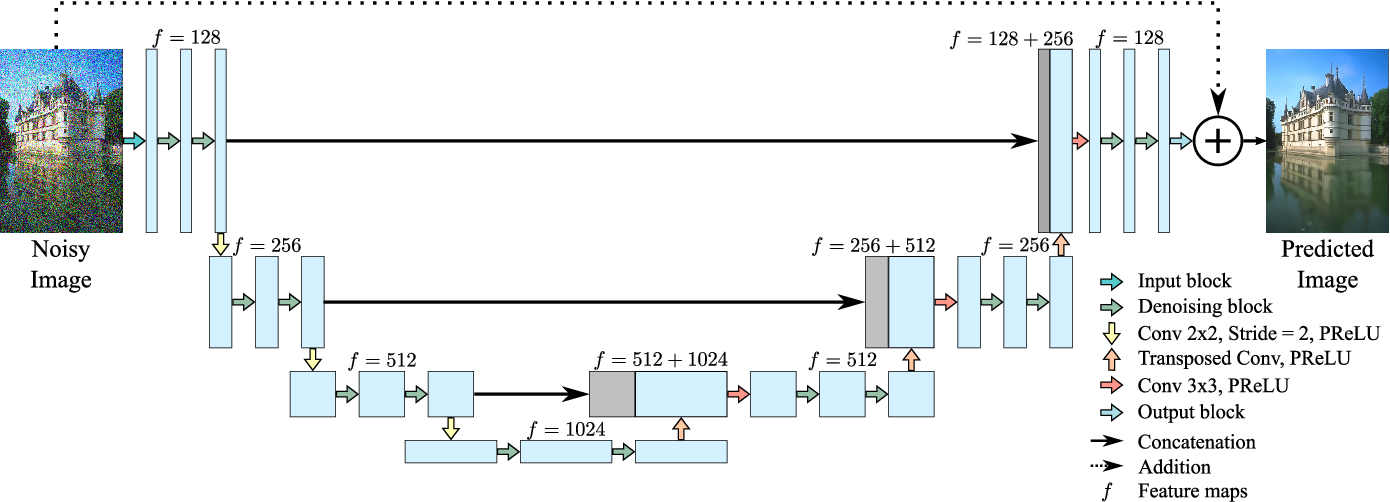 f = 128
f = 128 + 256
f = 128
Noisy
Image
Predicted
Image
f = 256
f = 256 + 512
f = 256
f = 512
f = 512 + 1024
f = 512
f = 1024
Input block
Denoising block
Conv 2x2, Stride = 2, PReLU
Transposed Conv, PReLU
Conv 3x3, PReLU
Output block
Concatenation
Addition
f Feature maps